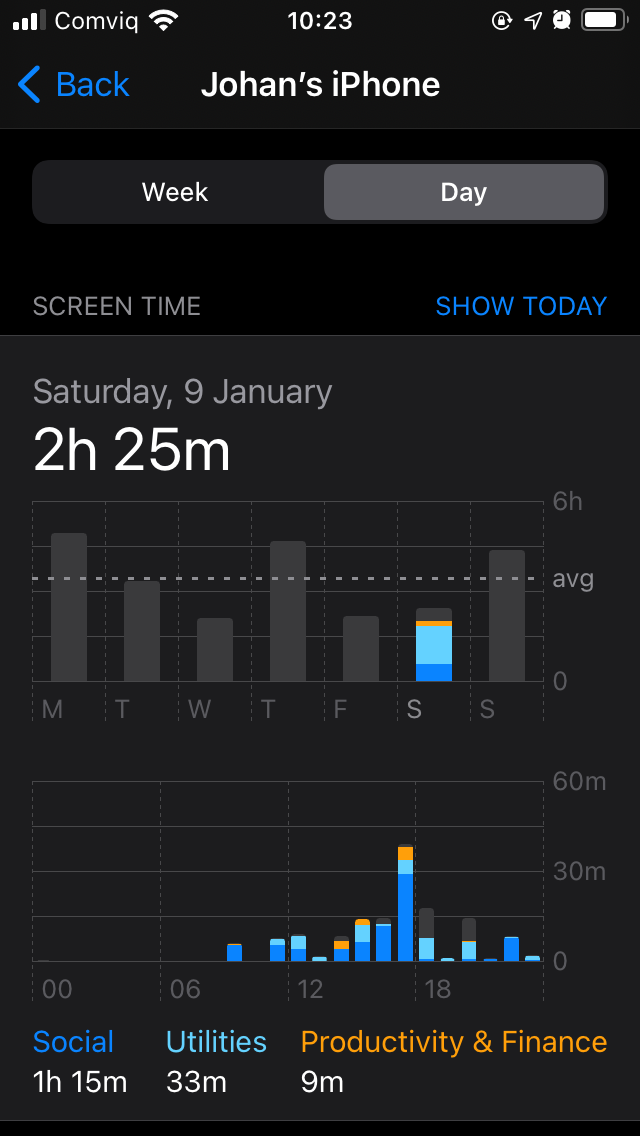 Comviq 10:23
Back Johan’s iPhone
Week Day
SCREEN TIME SHOW TODAY
Saturday, 9 January
2h 25m
6h
avg
0
M T W T F S S
60m
30m
0
00 06 12 18
Social Utilities Productivity & Finance
1h 15m 33m 9m